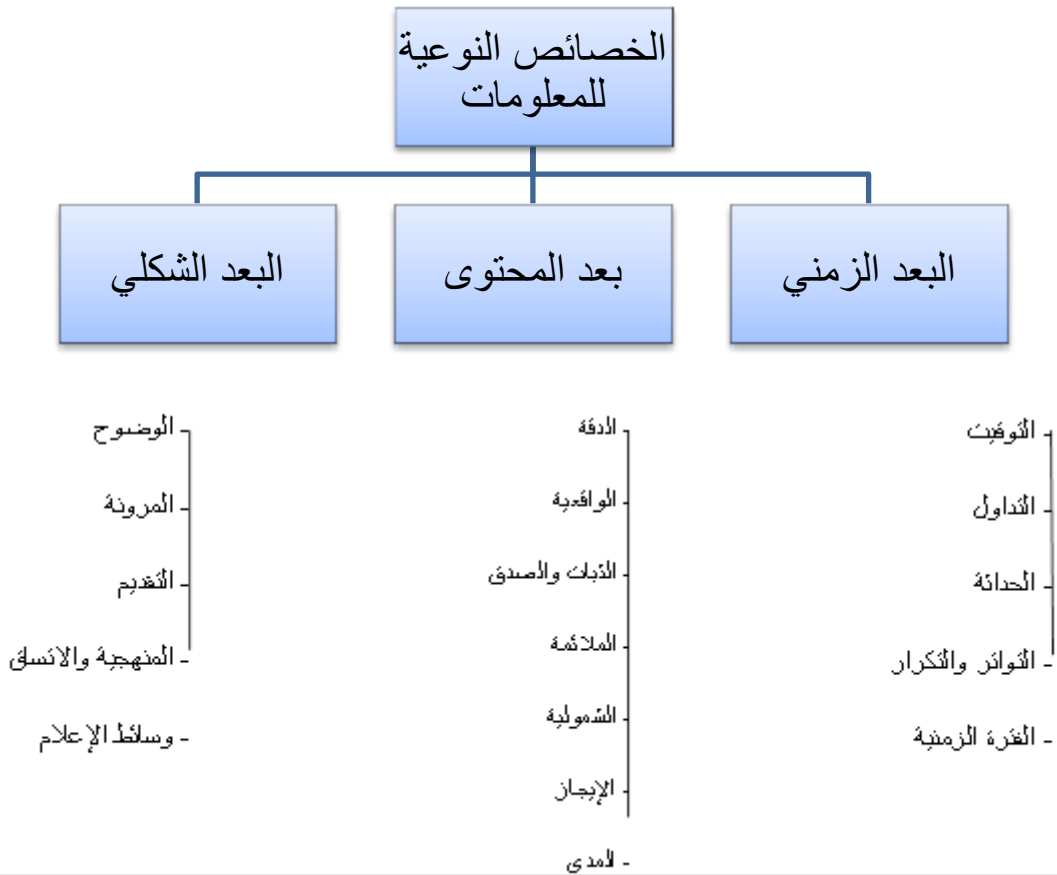 الخصائص النوعية
للمعلومات
البعد الزمني
بعد المحتوى
البعد الشكلي
- التوقيت
- التداول
- الحداثة
- التواتر والتكرار
- الفترة الزمنية
- الدقة
- الواقعية
- الثبات والصدق
- الملائمة
- الشمولية
- الإيجاز
- المدى
- الوضوح
- المرونة
- التقديم
- المنهجية والاتساق
- وسائط الإعلام